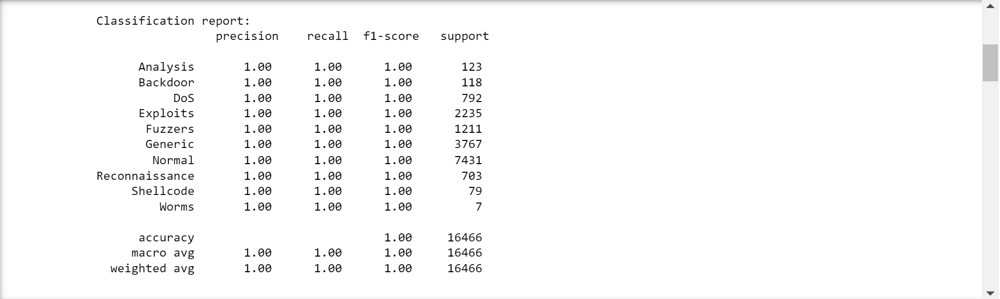 Classification report:
precision recall f1-score support
Analysis 1.00 1.00 1.00 123
Backdoor 1.00 1.00 1.00 118
DoS 1.00 1.00 1.00 792
Exploits 1.00 1.00 1.00 2235
Fuzzers 1.00 1.00 1.00 1211
Generic 1.00 1.00 1.00 3767
Normal 1.00 1.00 1.00 7431
Reconnaissance 1.00 1.00 1.00 703
Shellcode 1.00 1.00 1.00 79
Worms 1.00 1.00 1.00 7
accuracy 1.00 16466
macro avg 1.00 1.00 1.00 16466
weighted avg 1.00 1.00 1.00 16466